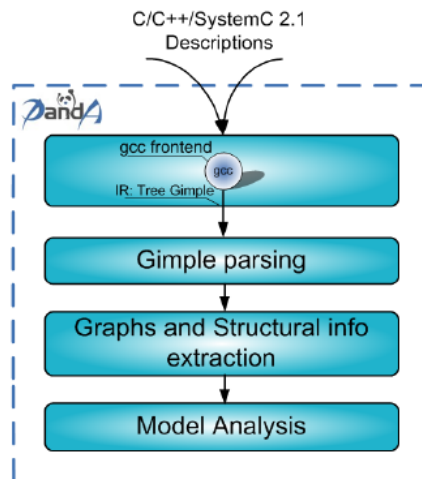 C/C++/SystemC 2.1
Descriptions
PandA
gcc frontend
gcc
IR: Tree Gimple
Gimple parsing
Graphs and Structural info
extraction
Model Analysis